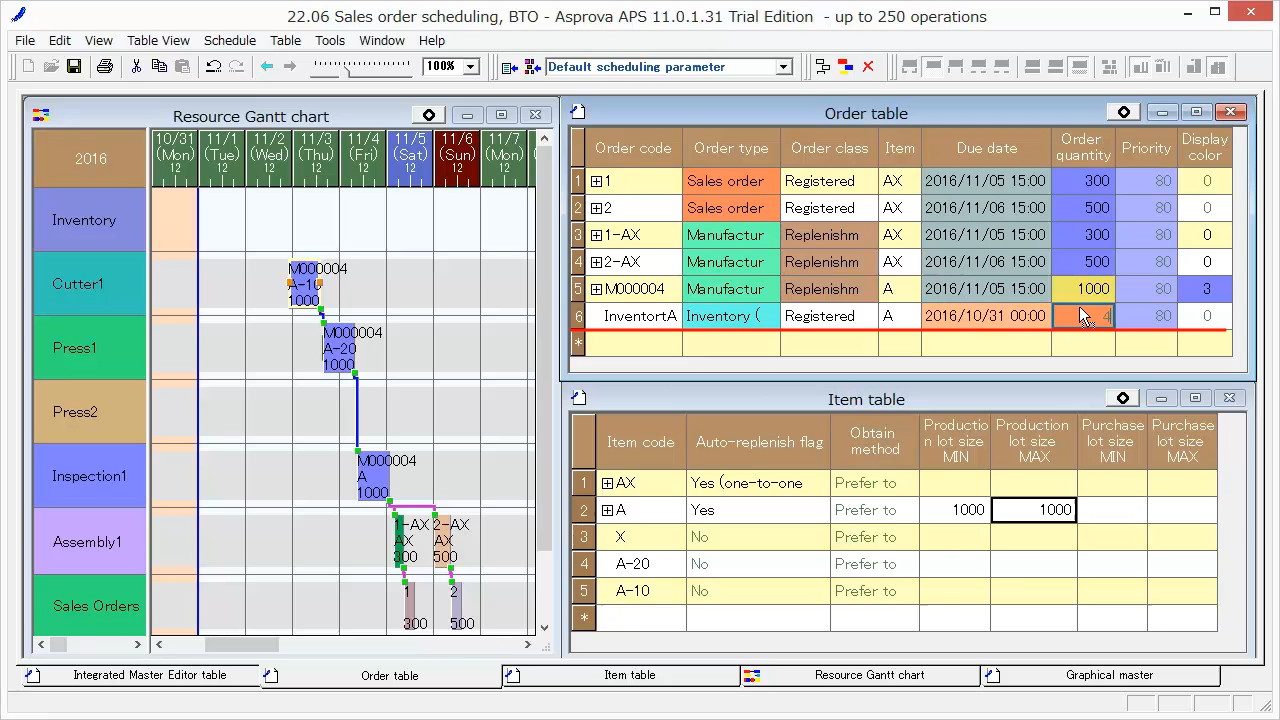 22.06 Sales order scheduling, BTO - Asprova APS 11.0.1.31 Trial Edition - up to 250 operations
File Edit View Table View Schedule Table Tools Window Help
100% Default scheduling parameter
Resource Gantt chart
2016
10/31 11/1 11/2 11/3 11/4 11/5 11/6 11/7
(Mon) (Tue) (Wed) (Thu) (Fri) (Sat) (Sun) (Mon)
12 12 12 12 12 12 12 12
Inventory
Cutter1
M000004
A-10
1000
Press1
M000004
A-20
1000
Press2
Inspection1
M000004
A
1000
Assembly1
1-AX 2-AX
AX AX
300 500
Sales Orders
1 2
300 500
Order table
Order code Order type Order class Item Due date Order quantity Priority Display color
1 1 Sales order Registered AX 2016/11/05 15:00 300 80 0
2 2 Sales order Registered AX 2016/11/06 15:00 500 80 0
3 1-AX Manufactur Replenishm AX 2016/11/05 15:00 300 80 0
4 2-AX Manufactur Replenishm AX 2016/11/06 15:00 500 80 0
5 M000004 Manufactur Replenishm A 2016/11/05 15:00 1000 80 3
6 InventortA Inventory ( Registered A 2016/10/31 00:00 4 80 0
*
Item table
Item code Auto-replenish flag Obtain method Productio n lot size MIN Production lot size MAX Purchase lot size MIN Purchase lot size MAX
1 AX Yes (one-to-one Prefer to
2 A Yes Prefer to 1000 1000
3 X No Prefer to
4 A-20 No Prefer to
5 A-10 No Prefer to
*
Integrated Master Editor table Order table Item table Resource Gantt chart Graphical master